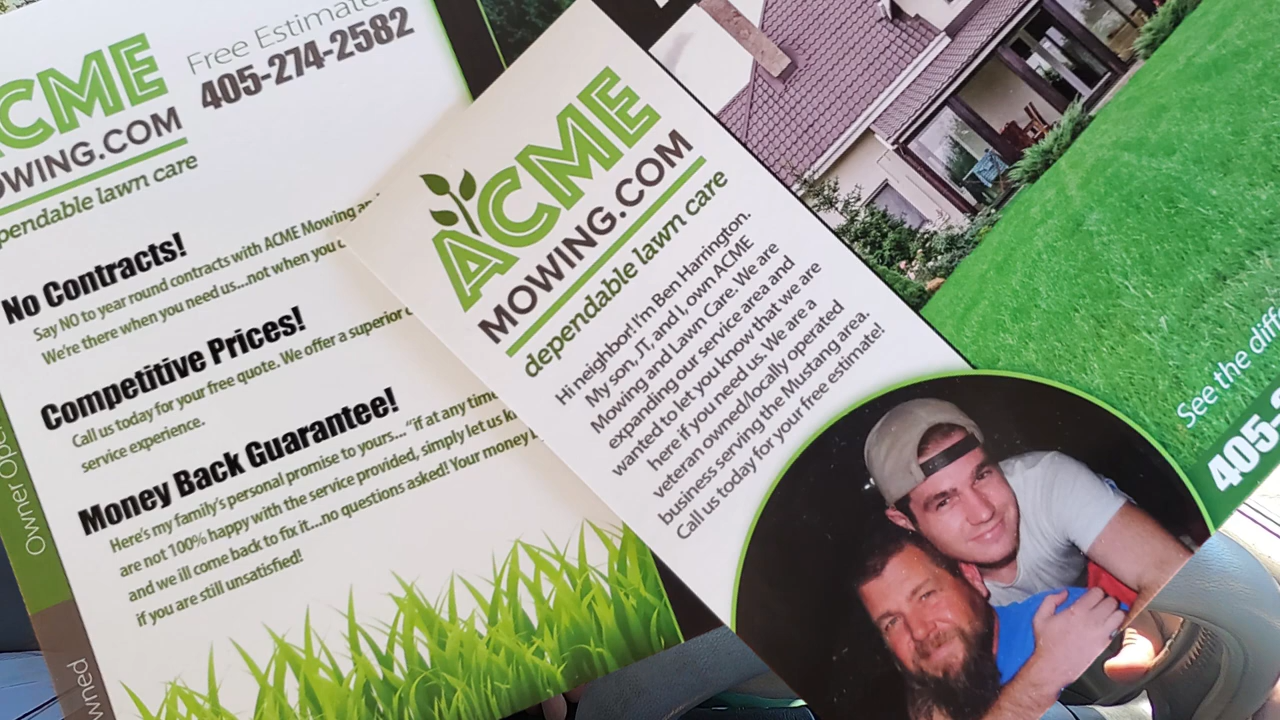 ACME
OWING.COM
pendable lawn care
Free Estimates
405-274-2582
No Contracts!
Say NO to year round contracts with ACME Mowing
We're there when you need us....not when you
Competitive Prices!
Call us today for your free quote. We offer a superior
service experience.
Money Back Guarantee!
Here's my family's personal promise to yours...."if at any time
are not 100% happy with the service provided, simply let us
and we ill come back to fix it....no questions asked! Your money
if you are still unsatisfied!
Owner
wned
ACME
MOWING.COM
dependable lawn care
Hi neighbor! I'm Ben Harrington.
My son, JT, and I, own ACME
Mowing and Lawn Care. We are
expanding our service area and
wanted to let you know that we are
here if you need us. We are a
veteran owned/locally operated
business serving the Mustang area.
Call us today for your free estimate!
See the diff
405-